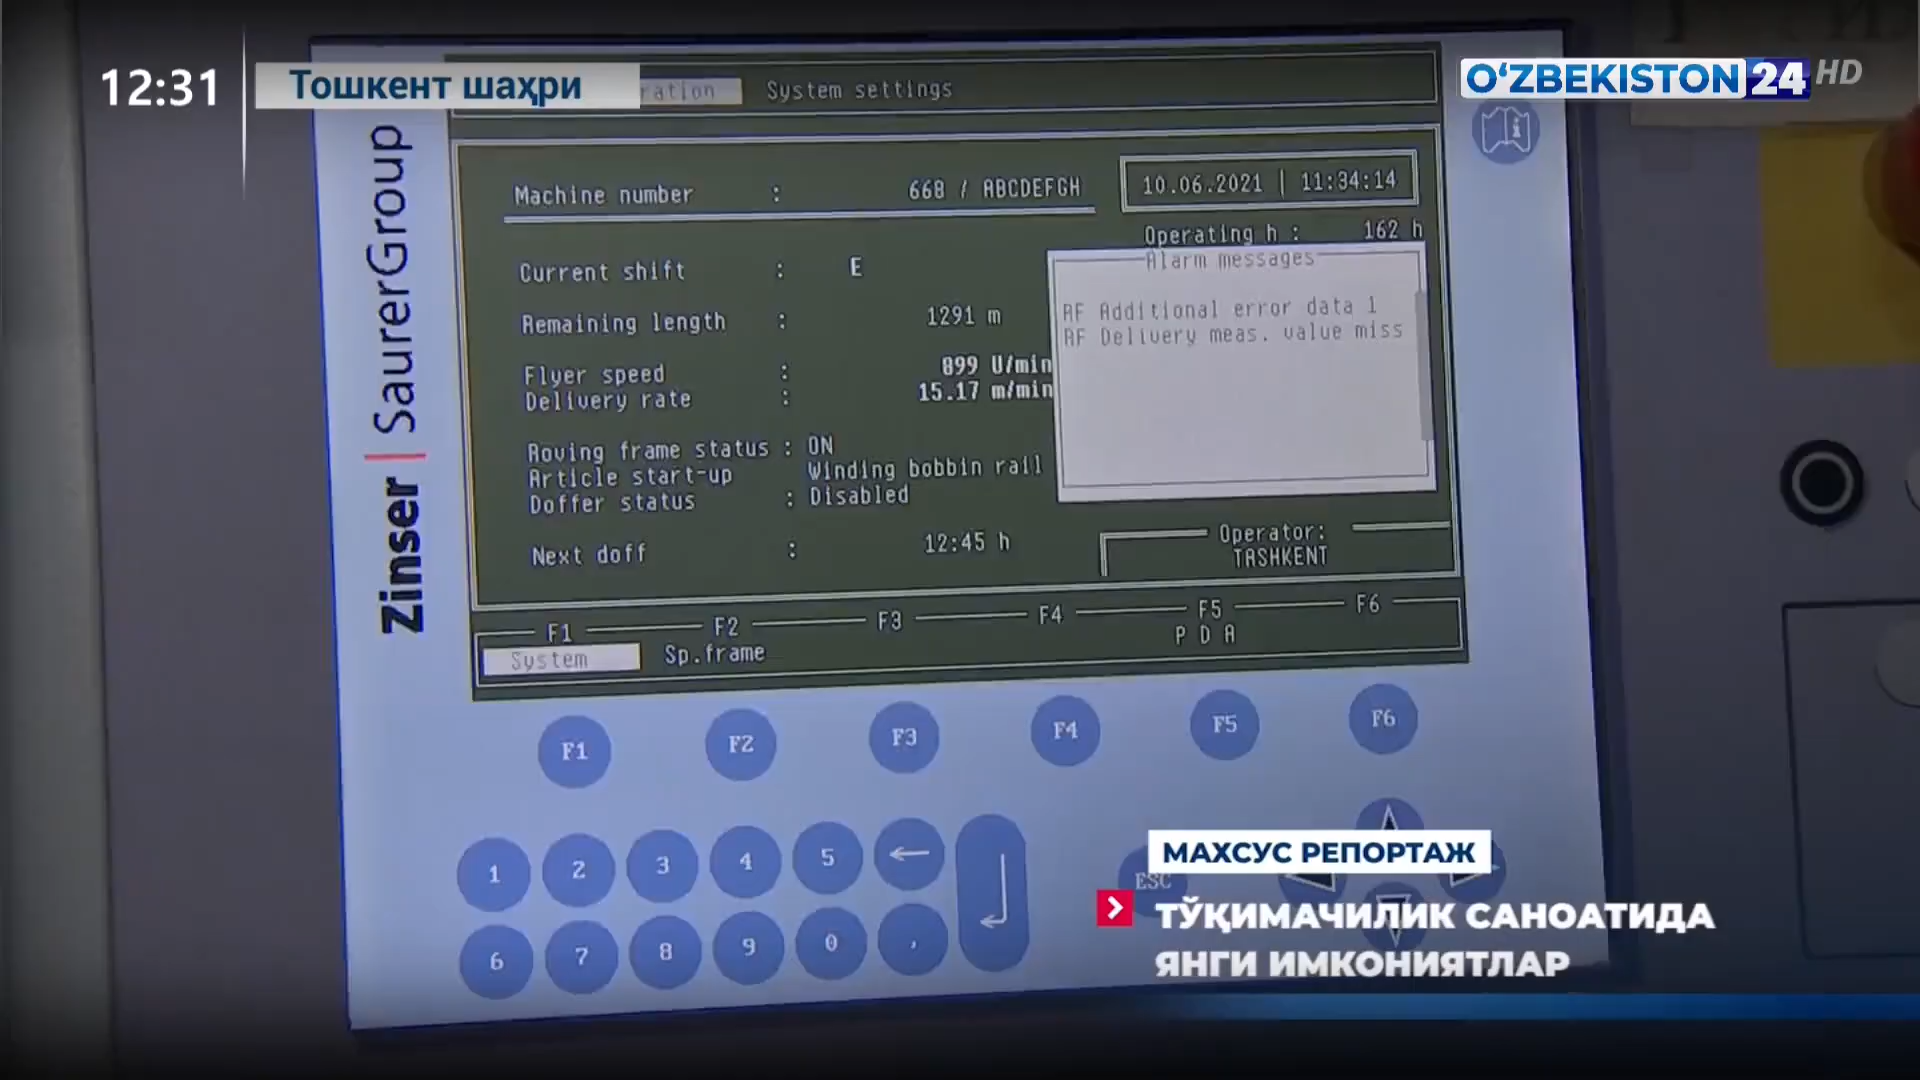 12:31
Тошкент шаҳри
O‘ZBEKISTON 24 HD
ration System settings
Zinser | SaurerGroup
Machine number : 668 / ABCDEFGH
10.06.2021 | 11:34:14
Operating h : 162 h
Current shift : E
Alarm messages
Remaining length : 1291 m
RF Additional error data 1
RF Delivery meas. value miss
Flyer speed : 899 U/min
Delivery rate : 15.17 m/min
Roving frame status : ON
Article start-up Winding bobbin rail
Doffer status : Disabled
Next doff : 12:45 h
Operator:
TASHKENT
F1 F2 F3 F4 F5 F6
System Sp.frame P D A
F1 F2 F3 F4 F5 F6
1 2 3 4 5
ESC
6 7 8 9 0 ,
МАХСУС РЕПОРТАЖ
ТЎҚИМАЧИЛИК САНОАТИДА
ЯНГИ ИМКОНИЯТЛАР